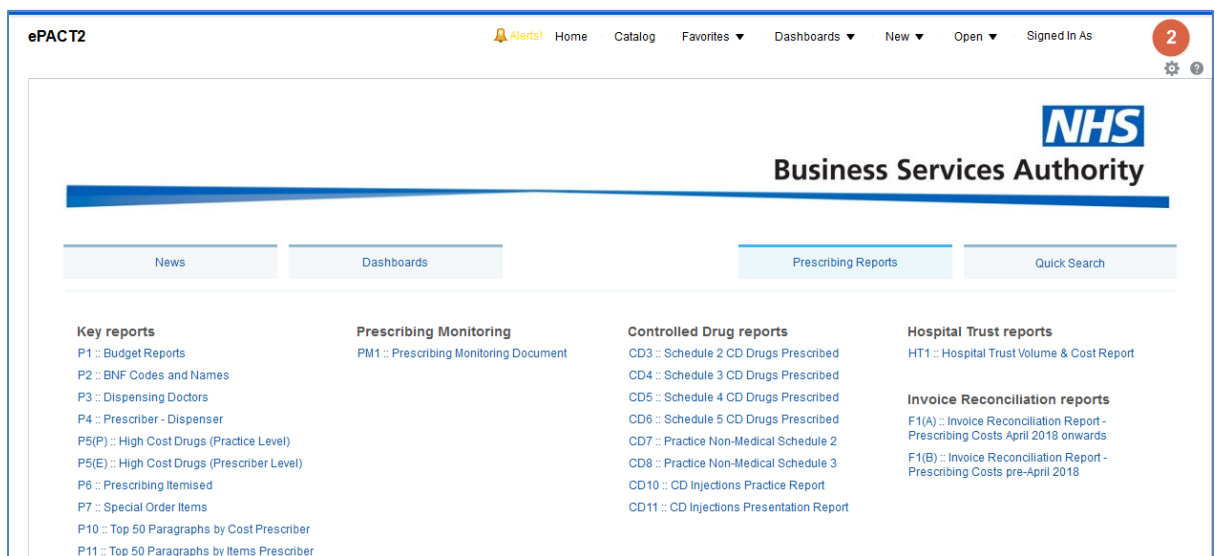 ePACT2
Alerts! Home Catalog Favorites ▼ Dashboards ▼ New ▼ Open ▼ Signed In As
2
NHS
Business Services Authority
News Dashboards Prescribing Reports Quick Search
Key reports
P1 :: Budget Reports
P2 :: BNF Codes and Names
P3 :: Dispensing Doctors
P4 :: Prescriber - Dispenser
P5(P) :: High Cost Drugs (Practice Level)
P5(E) :: High Cost Drugs (Prescriber Level)
P6 :: Prescribing Itemised
P7 :: Special Order Items
P10 :: Top 50 Paragraphs by Cost Prescriber
P11 :: Top 50 Paragraphs by Items Prescriber
Prescribing Monitoring
PM1 :: Prescribing Monitoring Document
Controlled Drug reports
CD3 :: Schedule 2 CD Drugs Prescribed
CD4 :: Schedule 3 CD Drugs Prescribed
CD5 :: Schedule 4 CD Drugs Prescribed
CD6 :: Schedule 5 CD Drugs Prescribed
CD7 :: Practice Non-Medical Schedule 2
CD8 :: Practice Non-Medical Schedule 3
CD10 :: CD Injections Practice Report
CD11 :: CD Injections Presentation Report
Hospital Trust reports
HT1 :: Hospital Trust Volume & Cost Report
Invoice Reconciliation reports
F1(A) :: Invoice Reconciliation Report -
Prescribing Costs April 2018 onwards
F1(B) :: Invoice Reconciliation Report -
Prescribing Costs pre-April 2018